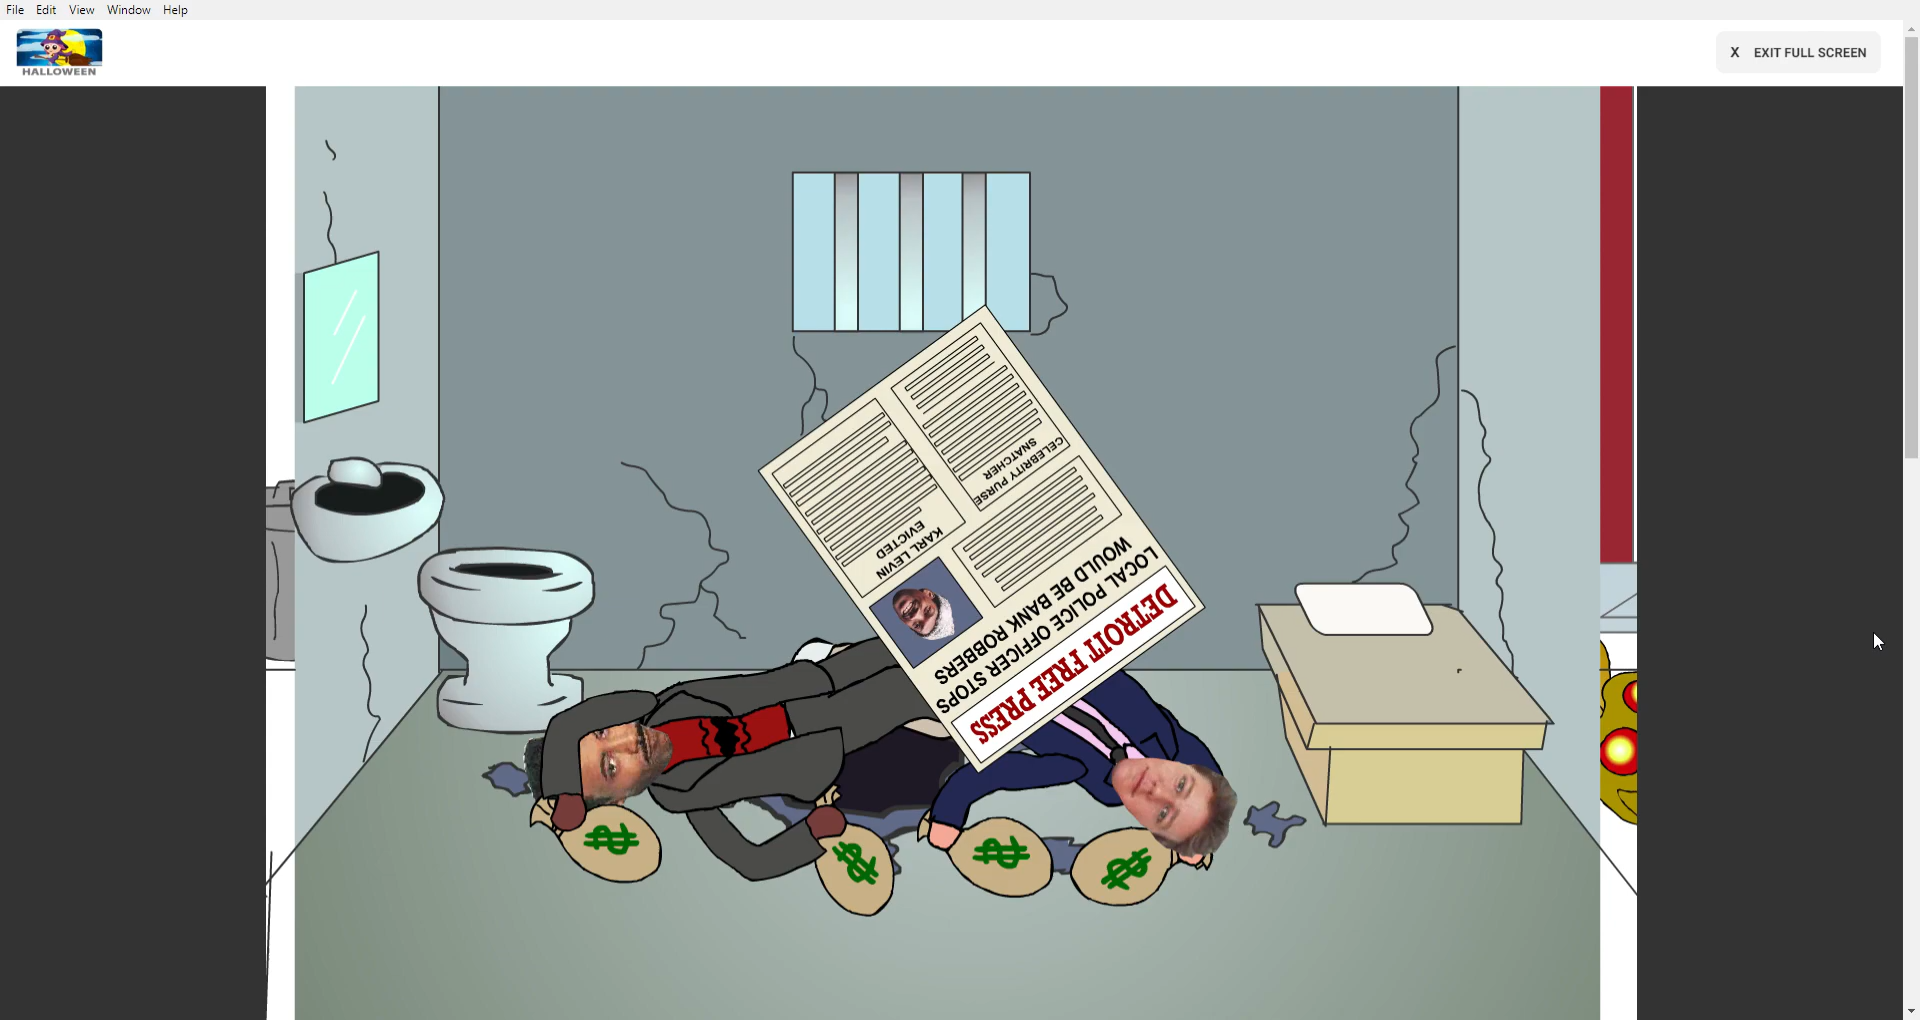 File Edit View Window Help
HALLOWEEN
X EXIT FULL SCREEN
DETROIT FREE PRESS
LOCAL POLICE OFFICER STOPS
WOULD BE BANK ROBBERS
KARL LEVIN
EVICTED
CELEBRITY PURSE
SNATCHER
$
$
$
$